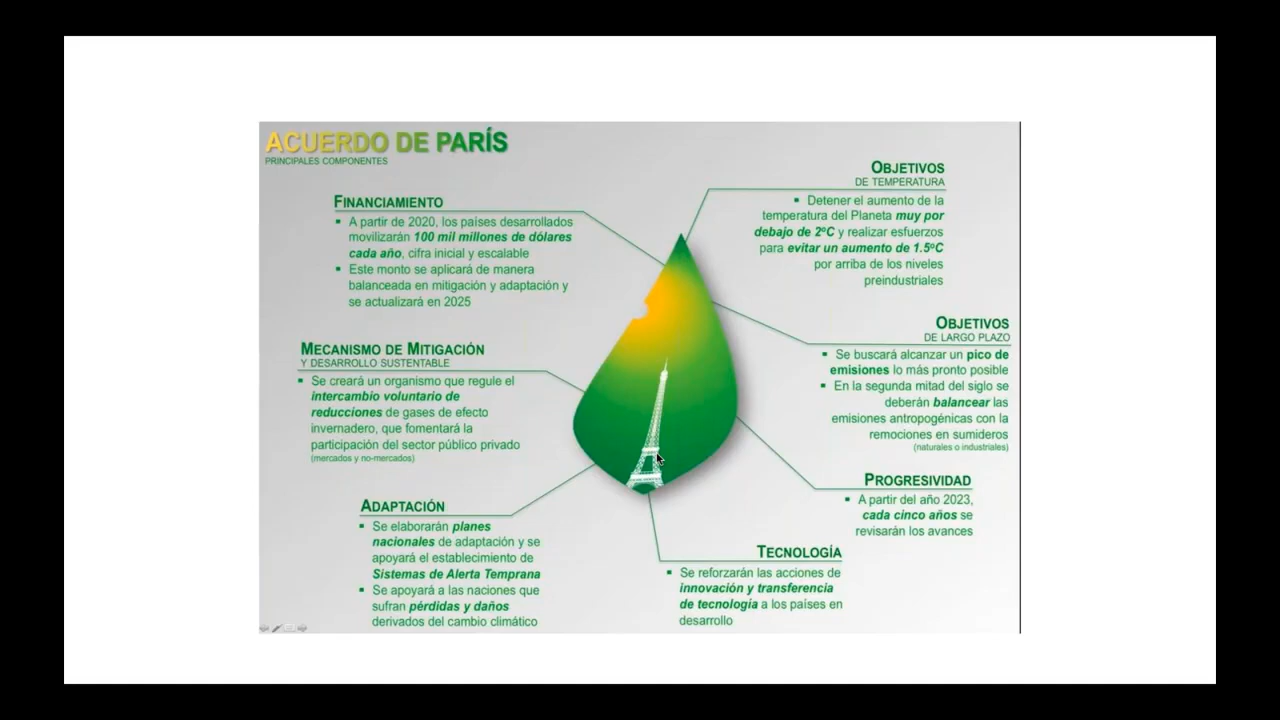 ACUERDO DE PARÍS
PRINCIPALES COMPONENTES
FINANCIAMIENTO
▪ A partir de 2020, los países desarrollados
movilizarán 100 mil millones de dólares
cada año, cifra inicial y escalable
▪ Este monto se aplicará de manera
balanceada en mitigación y adaptación y
se actualizará en 2025
MECANISMO DE MITIGACIÓN
Y DESARROLLO SUSTENTABLE
▪ Se creará un organismo que regule el
intercambio voluntario de
reducciones de gases de efecto
invernadero, que fomentará la
participación del sector público privado
(mercados y no-mercados)
ADAPTACIÓN
▪ Se elaborarán planes
nacionales de adaptación y se
apoyará el establecimiento de
Sistemas de Alerta Temprana
▪ Se apoyará a las naciones que
sufran pérdidas y daños
derivados del cambio climático
OBJETIVOS
DE TEMPERATURA
▪ Detener el aumento de la
temperatura del Planeta muy por
debajo de 2ºC y realizar esfuerzos
para evitar un aumento de 1.5ºC
por arriba de los niveles
preindustriales
OBJETIVOS
DE LARGO PLAZO
▪ Se buscará alcanzar un pico de
emisiones lo más pronto posible
▪ En la segunda mitad del siglo se
deberán balancear las
emisiones antropogénicas con la
remociones en sumideros
(naturales o industriales)
PROGRESIVIDAD
▪ A partir del año 2023,
cada cinco años se
revisarán los avances
TECNOLOGÍA
▪ Se reforzarán las acciones de
innovación y transferencia
de tecnología a los países en
desarrollo